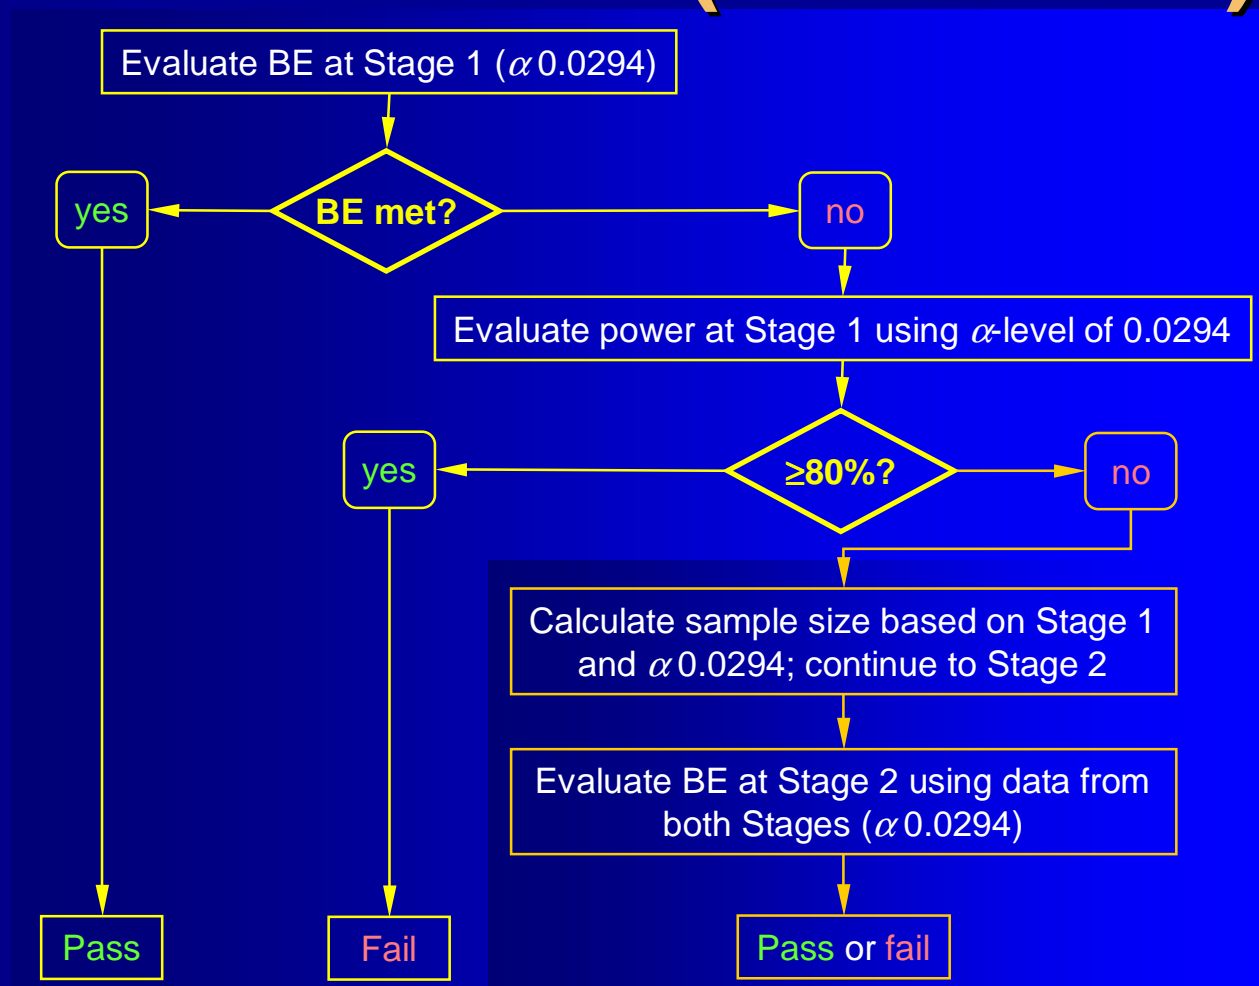 Evaluate BE at Stage 1 (α 0.0294)
yes
BE met?
no
Evaluate power at Stage 1 using α-level of 0.0294
yes
≥80%?
no
Calculate sample size based on Stage 1
and α 0.0294; continue to Stage 2
Evaluate BE at Stage 2 using data from
both Stages (α 0.0294)
Pass
Fail
Pass or fail